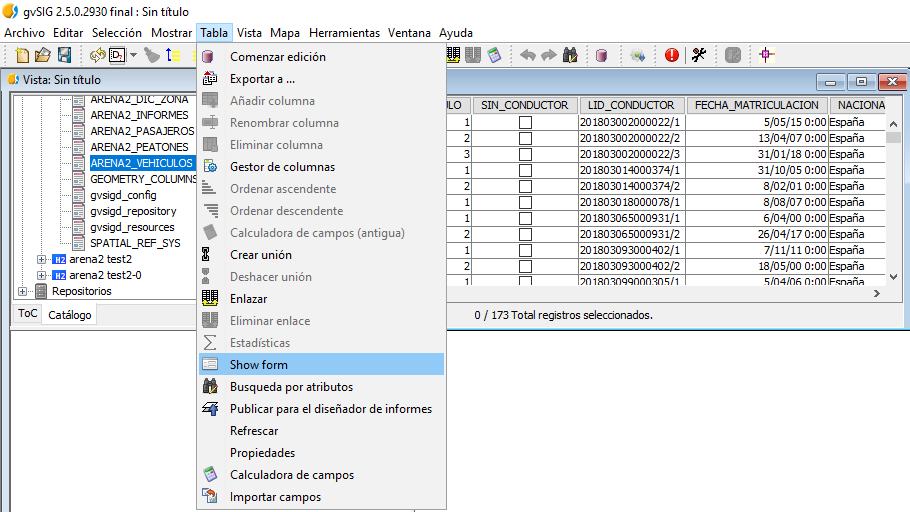 gvSIG 2.5.0.2930 final : Sin título
Archivo Editar Selección Mostrar Tabla Vista Mapa Herramientas Ventana Ayuda
Vista: Sin título
ARENA2_DIC_ZONA
ARENA2_INFORMES
ARENA2_PASAJEROS
ARENA2_PEATONES
ARENA2_VEHICULOS
GEOMETRY_COLUMNS
gvsigd_config
gvsigd_repository
gvsigd_resources
SPATIAL_REF_SYS
H2 arena2 test2
H2 arena2 test2-0
Repositorios
ToC Catálogo
Comenzar edición
Exportar a ...
Añadir columna
Renombrar columna
Eliminar columna
Gestor de columnas
Ordenar ascendente
Ordenar descendente
Calculadora de campos (antigua)
Crear unión
Deshacer unión
Enlazar
Eliminar enlace
Estadísticas
Show form
Busqueda por atributos
Publicar para el diseñador de informes
Refrescar
Propiedades
Calculadora de campos
Importar campos
ULO SIN_CONDUCTOR LID_CONDUCTOR FECHA_MATRICULACION NACIONA
1 201803002000022/1 5/05/15 0:00 España
2 201803002000022/2 13/04/07 0:00 España
3 201803002000022/3 31/01/18 0:00 España
1 201803014000374/1 31/10/05 0:00 España
2 201803014000374/2 8/02/01 0:00 España
1 201803018000078/1 8/08/07 0:00 España
1 201803065000931/1 6/04/00 0:00 España
2 201803065000931/2 26/04/17 0:00 España
1 201803093000402/1 7/11/11 0:00 España
2 201803093000402/2 18/05/00 0:00 España
1 201803099000305/1 5/04/06 0:00 España
0 / 173 Total registros seleccionados.